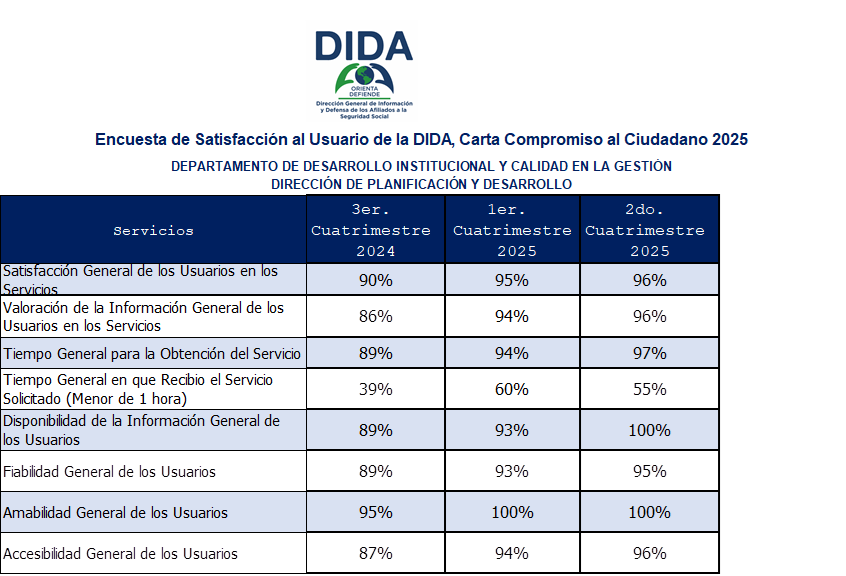 DIDA
ORIENTA
DEFIENDE
Dirección General de Información
y Defensa de los Afiliados a la
Seguridad Social
Encuesta de Satisfacción al Usuario de la DIDA, Carta Compromiso al Ciudadano 2025
DEPARTAMENTO DE DESARROLLO INSTITUCIONAL Y CALIDAD EN LA GESTIÓN
DIRECCIÓN DE PLANIFICACIÓN Y DESARROLLO
Servicios
3er.
Cuatrimestre
2024
1er.
Cuatrimestre
2025
2do.
Cuatrimestre
2025
Satisfacción General de los Usuarios en los
Servicios
90% 95% 96%
Valoración de la Información General de los
Usuarios en los Servicios
86% 94% 96%
Tiempo General para la Obtención del Servicio 89% 94% 97%
Tiempo General en que Recibio el Servicio
Solicitado (Menor de 1 hora)
39% 60% 55%
Disponibilidad de la Información General de
los Usuarios
89% 93% 100%
Fiabilidad General de los Usuarios 89% 93% 95%
Amabilidad General de los Usuarios 95% 100% 100%
Accesibilidad General de los Usuarios 87% 94% 96%